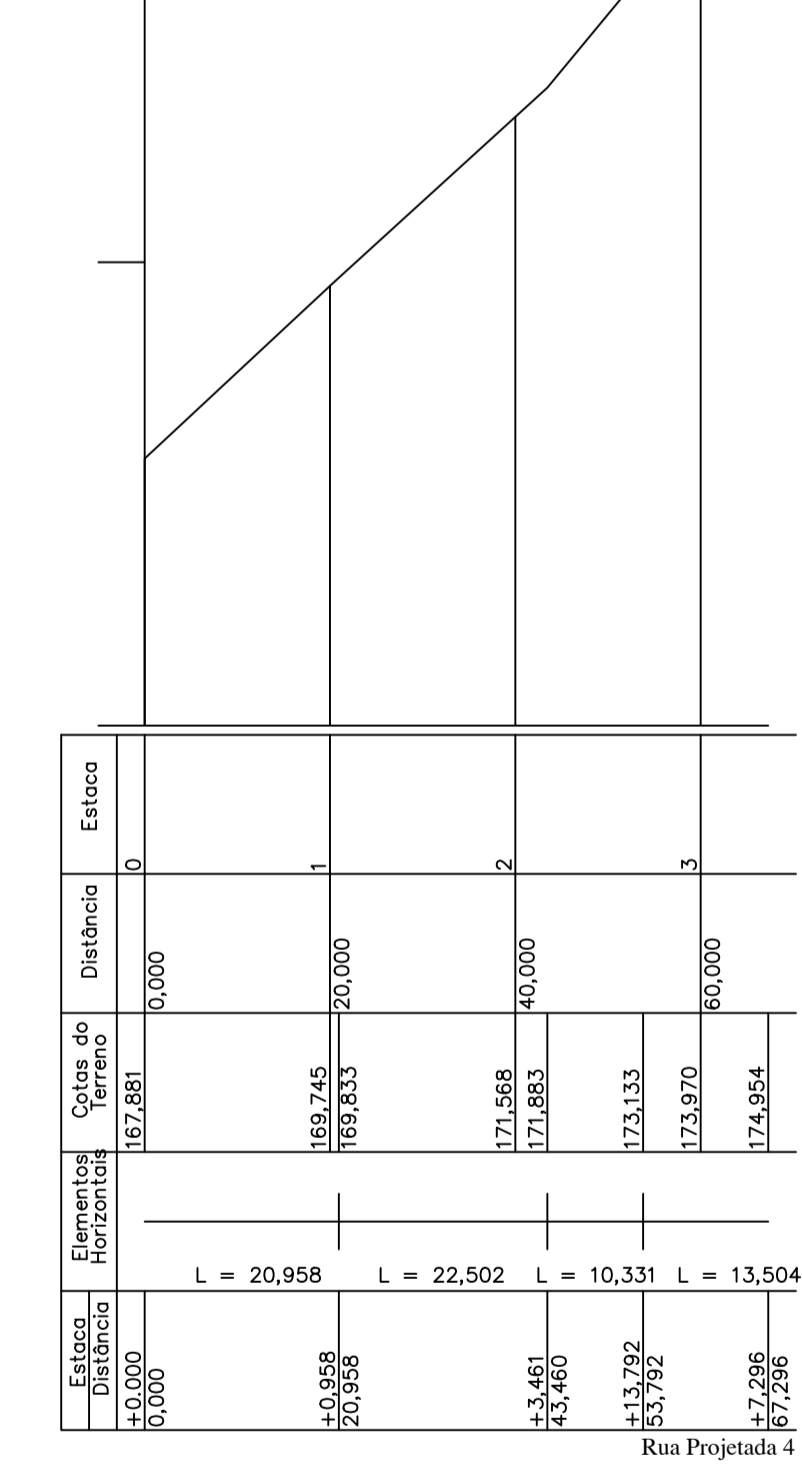 Estaca
0
1
2
3
Distância
0,000
20,000
40,000
60,000
Cotas do
Terreno
167,881
169,745
169,833
171,568
171,883
173,133
173,970
174,954
Elementos
Horizontais
L = 20,958
L = 22,502
L = 10,331
L = 13,504
Estaca
Distância
+0.000
0,000
+0,958
20,958
+3,461
43,460
+13,792
53,792
+7,296
67,296
Rua Projetada 4